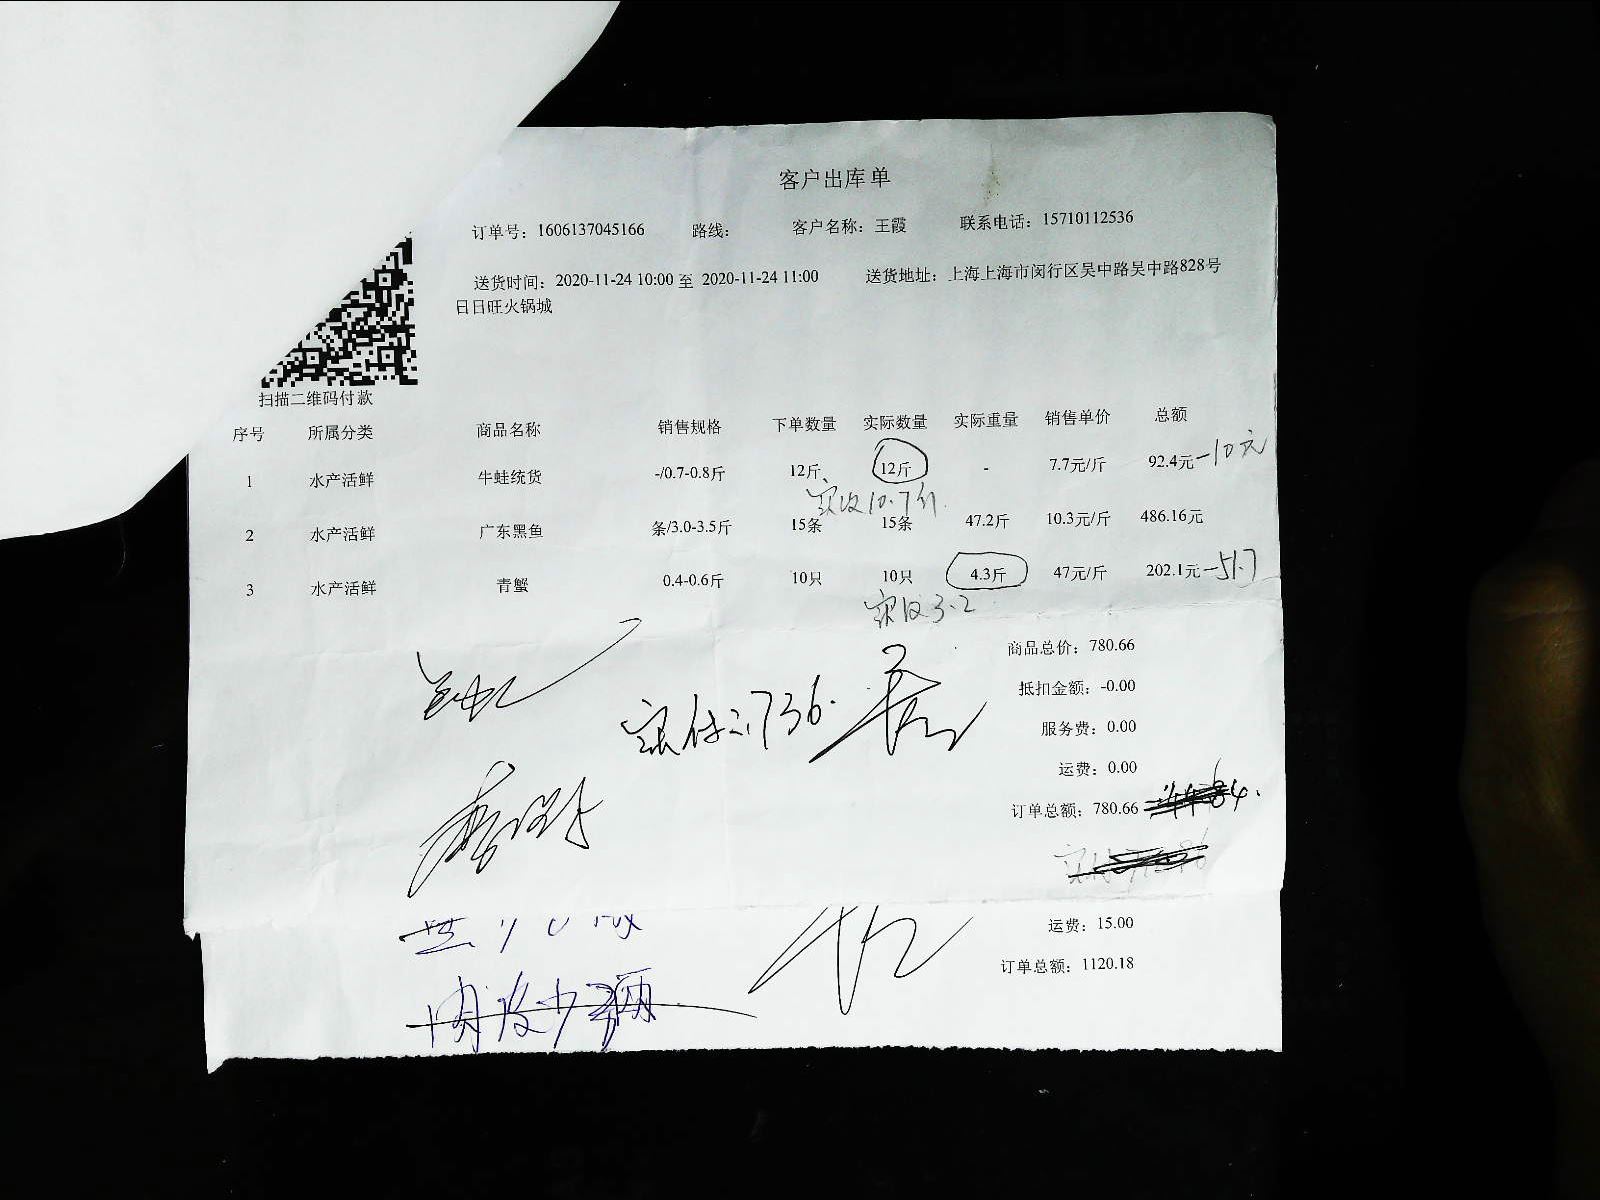 客户出库单
订单号：1606137045166 路线： 客户名称：王霞 联系电话：15710112536
送货时间：2020-11-24 10:00 至 2020-11-24 11:00 送货地址：上海上海市闵行区吴中路吴中路828号
日日旺火锅城
扫描二维码付款
序号 所属分类 商品名称 销售规格 下单数量 实际数量 实际重量 销售单价 总额
1 水产活鲜 牛蛙统货 -/0.7-0.8斤 12斤 12斤 - 7.7元/斤 92.4元 -10元
实收10.7斤
2 水产活鲜 广东黑鱼 条/3.0-3.5斤 15条 15条 47.2斤 10.3元/斤 486.16元
3 水产活鲜 青蟹 0.4-0.6斤 10只 10只 4.3斤 47元/斤 202.1元 -51.7
实收3.2
商品总价：780.66
抵扣金额：-0.00
实付:736.
服务费：0.00
运费：0.00
订单总额：780.66
运费：15.00
订单总额：1120.18